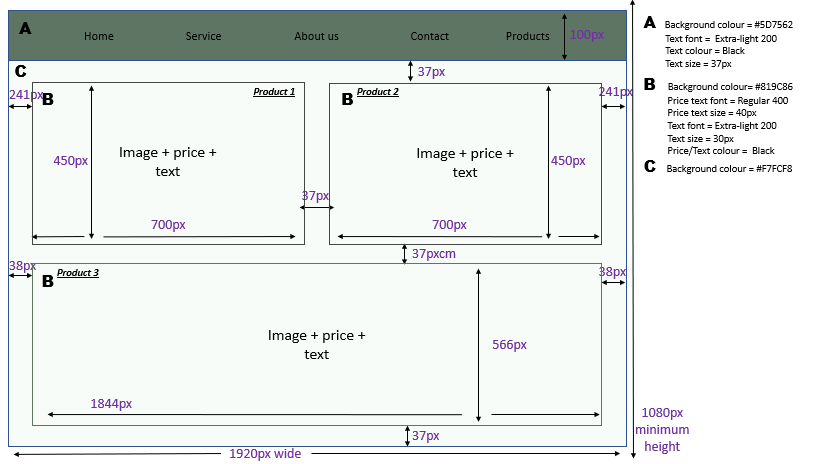 A
Home
Service
About us
Contact
Products
100px
C
37px
241px
B
Product 1
B
Product 2
241px
450px
Image + price +
text
Image + price +
text
450px
37px
700px
700px
37pxcm
38px
B
Product 3
38px
Image + price +
text
566px
1844px
37px
1920px wide
1080px
minimum
height
A
Background colour = #5D7562
Text font = Extra-light 200
Text colour = Black
Text size = 37px
B
Background colour= #819C86
Price text font = Regular 400
Price text size = 40px
Text font = Extra-light 200
Text size = 30px
Price/Text colour = Black
C
Background colour = #F7FCF8